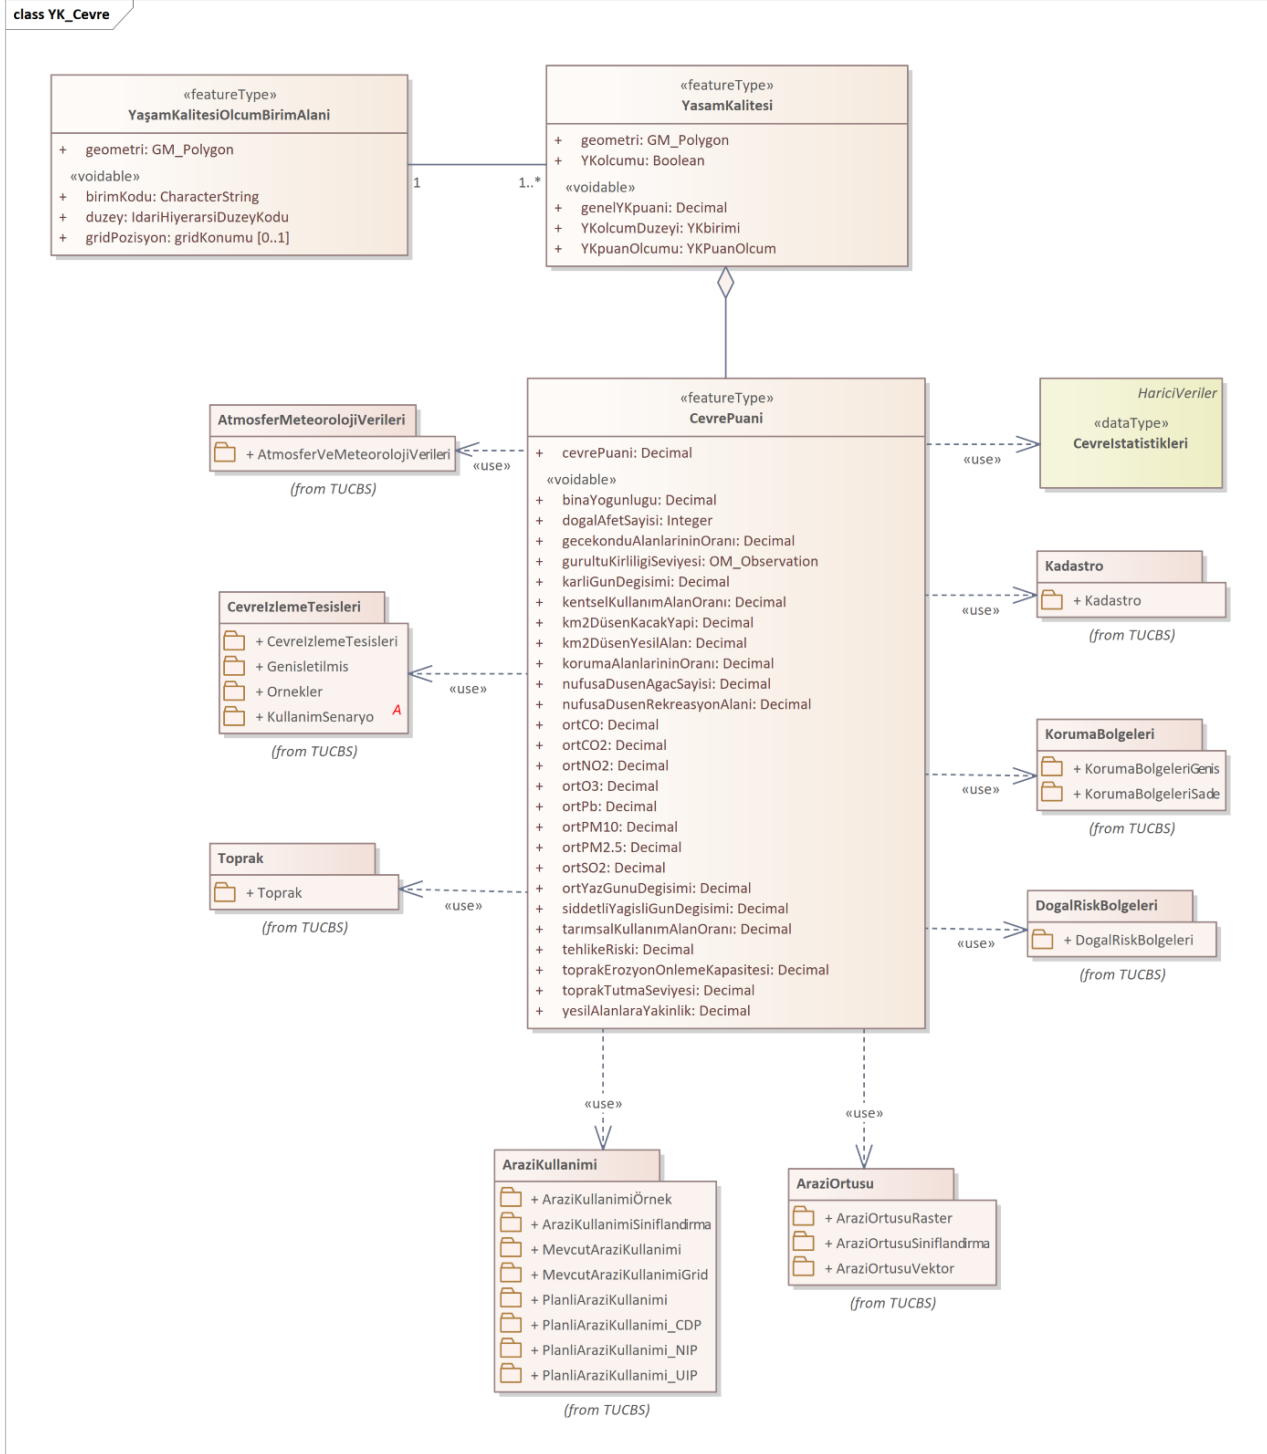 class YK_Cevre
«featureType»
YaşamKalitesiOlcumBirimAlani
+ geometri: GM_Polygon
«voidable»
+ birimKodu: CharacterString
+ duzey: IdariHiyerarsiDuzeyKodu
+ gridPozisyon: gridKonumu [0..1]
1
1..*
«featureType»
YasamKalitesi
+ geometri: GM_Polygon
+ YKolcumu: Boolean
«voidable»
+ genelYKpuani: Decimal
+ YKolcumDuzeyi: YKbirimi
+ YKpuanOlcumu: YKPuanOlcum
«featureType»
CevrePuani
+ cevrePuani: Decimal
«voidable»
+ binaYogunlugu: Decimal
+ dogalAfetSayisi: Integer
+ gecekonduAlanlarininOranı: Decimal
+ gurultuKirliligiSeviyesi: OM_Observation
+ karliGunDegisimi: Decimal
+ kentselKullanımAlanOranı: Decimal
+ km2DüsenKacakYapi: Decimal
+ km2DüsenYesilAlan: Decimal
+ korumaAlanlarininOranı: Decimal
+ nufusaDusenAgacSayisi: Decimal
+ nufusaDusenRekreasyonAlani: Decimal
+ ortCO: Decimal
+ ortCO2: Decimal
+ ortNO2: Decimal
+ ortO3: Decimal
+ ortPb: Decimal
+ ortPM10: Decimal
+ ortPM2.5: Decimal
+ ortSO2: Decimal
+ ortYazGunuDegisimi: Decimal
+ siddetliYagisliGunDegisimi: Decimal
+ tarımsalKullanımAlanOranı: Decimal
+ tehlikeRiski: Decimal
+ toprakErozyonOnlemeKapasitesi: Decimal
+ toprakTutmaSeviyesi: Decimal
+ yesilAlanlaraYakinlik: Decimal
AtmosferMeteorolojiVerileri
+ AtmosferVeMeteorolojiVerileri
(from TUCBS)
«use»
CevreIzlemeTesisleri
+ CevreIzlemeTesisleri
+ Genisletilmis
+ Ornekler
+ KullanimSenaryo
A
(from TUCBS)
«use»
Toprak
+ Toprak
(from TUCBS)
«use»
HariciVeriler
«dataType»
CevreIstatistikleri
«use»
Kadastro
+ Kadastro
(from TUCBS)
«use»
KorumaBolgeleri
+ KorumaBolgeleriGenis
+ KorumaBolgeleriSade
(from TUCBS)
«use»
DogalRiskBolgeleri
+ DogalRiskBolgeleri
(from TUCBS)
«use»
«use»
AraziKullanimi
+ AraziKullanimiÖrnek
+ AraziKullanimiSiniflandirma
+ MevcutAraziKullanimi
+ MevcutAraziKullanimiGrid
+ PlanliAraziKullanimi
+ PlanliAraziKullanimi_CDP
+ PlanliAraziKullanimi_NIP
+ PlanliAraziKullanimi_UIP
(from TUCBS)
«use»
AraziOrtusu
+ AraziOrtusuRaster
+ AraziOrtusuSiniflandirma
+ AraziOrtusuVektor
(from TUCBS)